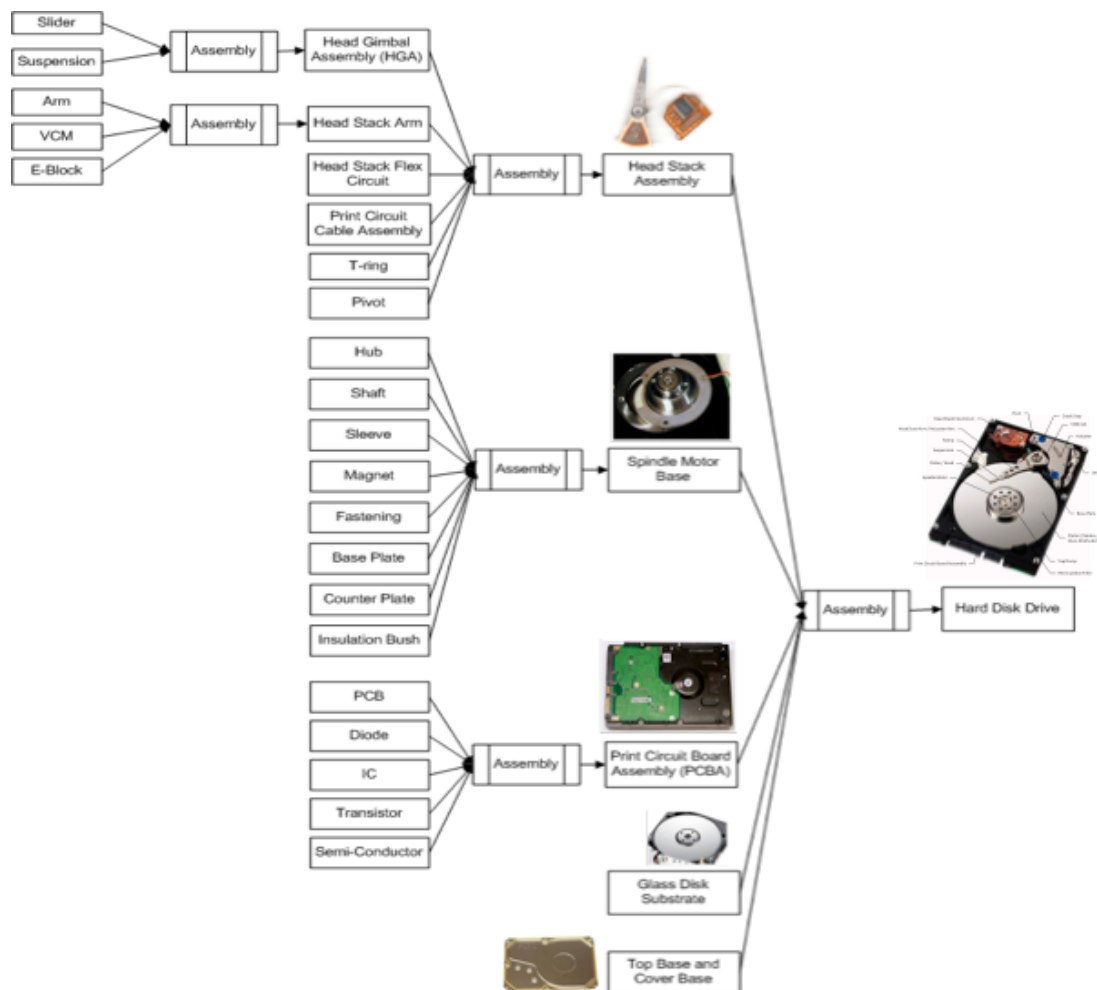 Slider
Suspension
Assembly
Head Gimbal
Assembly (HGA)
Arm
VCM
E-Block
Assembly
Head Stack Arm
Head Stack Flex
Circuit
Print Circuit
Cable Assembly
T-ring
Pivot
Assembly
Head Stack
Assembly
Hub
Shaft
Sleeve
Magnet
Fastening
Base Plate
Counter Plate
Insulation Bush
Assembly
Spindle Motor
Base
PCB
Diode
IC
Transistor
Semi-Conductor
Assembly
Print Circuit Board
Assembly (PCBA)
Glass Disk
Substrate
Top Base and
Cover Base
Assembly
Hard Disk Drive